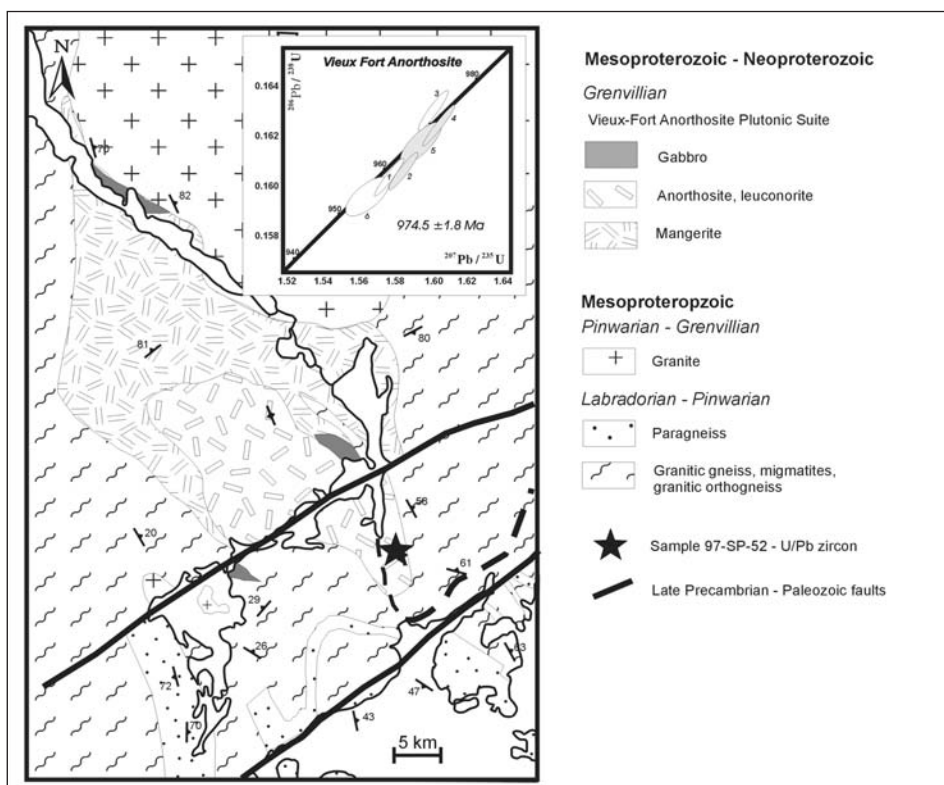 N
Vieux Fort Anorthosite
206Pb / 238U
0.164
0.162
0.160
0.158
980
960
950
940
3
4
5
1
2
6
974.5 ±1.8 Ma
207Pb / 235U
1.52
1.54
1.56
1.58
1.60
1.62
1.64
70
82
81
80
58
20
61
29
26
63
72
47
43
70
5 km
Mesoproterozoic - Neoproterozoic
Grenvillian
Vieux-Fort Anorthosite Plutonic Suite
Gabbro
Anorthosite, leuconorite
Mangerite
Mesoproteropzoic
Pinwarian - Grenvillian
Granite
Labradorian - Pinwarian
Paragneiss
Granitic gneiss, migmatites,
granitic orthogneiss
Sample 97-SP-52 - U/Pb zircon
Late Precambrian - Paleozoic faults